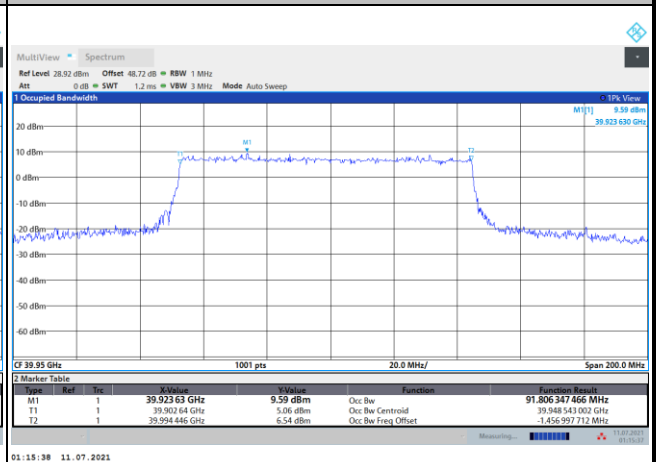 MultiView Spectrum
Ref Level 28.92 dBm Offset 48.72 dB RBW 1 MHz
Att 0 dB SWT 1.2 ms VBW 3 MHz Mode Auto Sweep
1 Occupied Bandwidth 1Pk View
M1[1] 9.59 dBm
39.923 630 GHz
20 dBm
M1
10 dBm
T1 T2
0 dBm
-10 dBm
-20 dBm
-30 dBm
-40 dBm
-50 dBm
-60 dBm
CF 39.95 GHz 1001 pts 20.0 MHz/ Span 200.0 MHz
2 Marker Table
Type Ref Trc X-Value Y-Value Function Function Result
M1 1 39.923 63 GHz 9.59 dBm Occ Bw 91.806 347 466 MHz
T1 1 39.902 64 GHz 5.06 dBm Occ Bw Centroid 39.948 543 002 GHz
T2 1 39.994 446 GHz 6.54 dBm Occ Bw Freq Offset -1.456 997 712 MHz
Measuring... 11.07.2021
01:15:37
01:15:38 11.07.2021